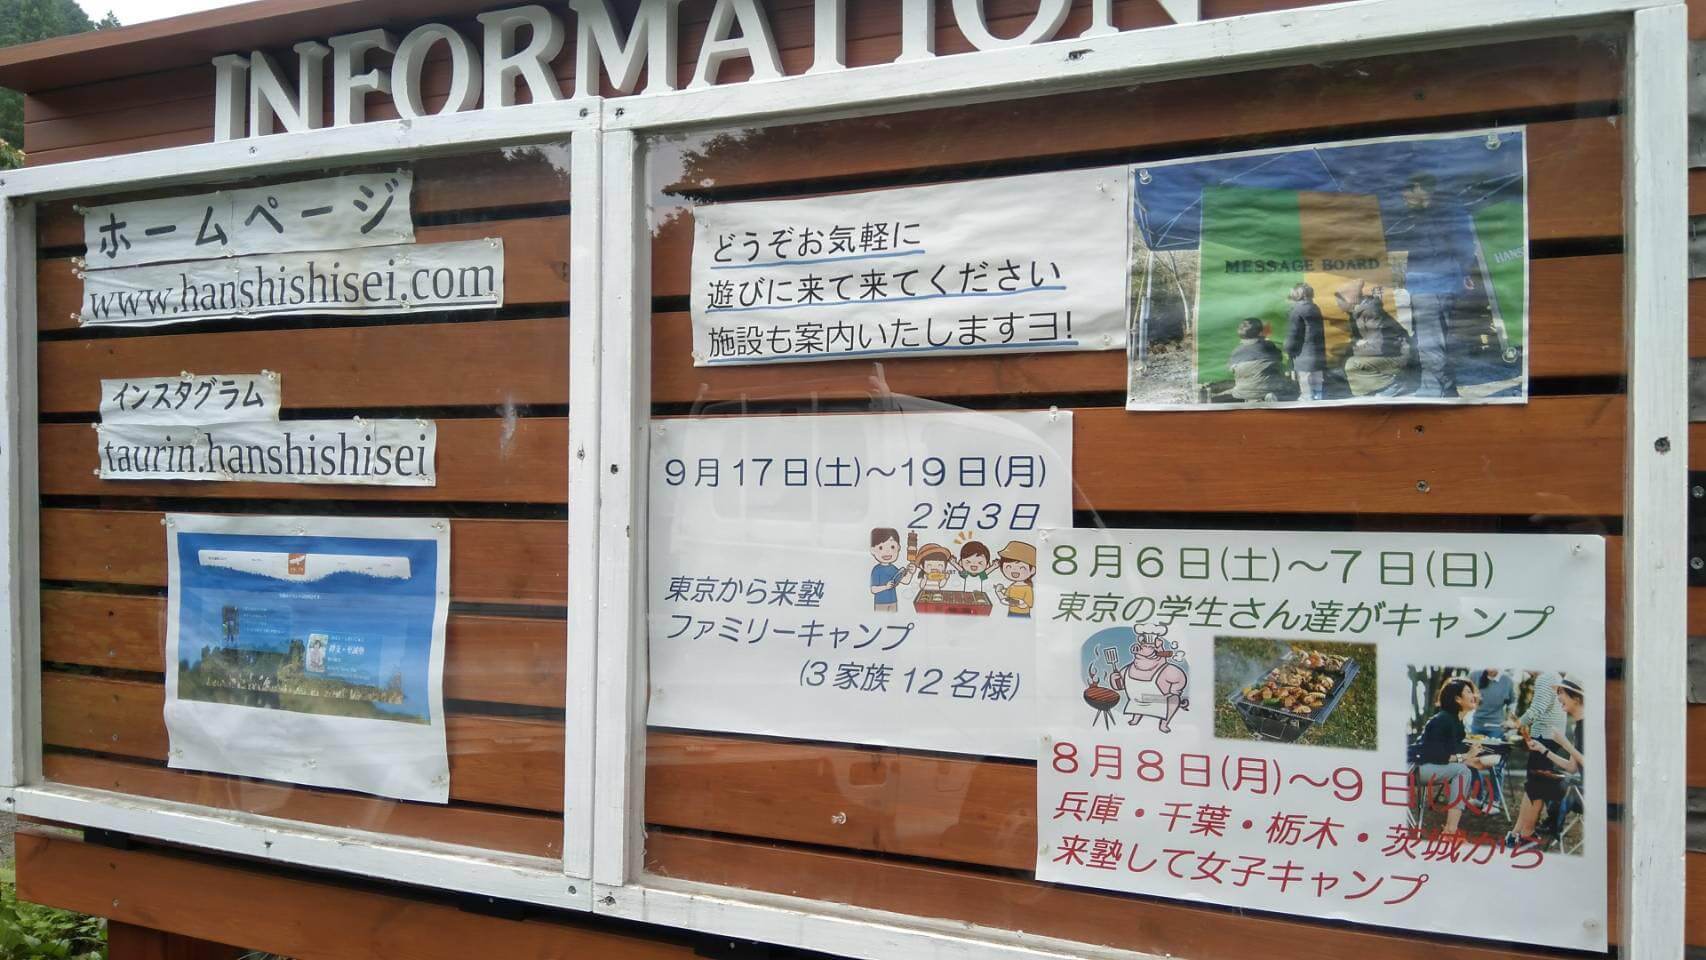 INFORMATION
ホームページ
www.hanshishisei.com
インスタグラム
taurin.hanshishisei
どうぞお気軽に
遊びに来て来てください
施設も案内いたしますヨ!
MESSAGE BOARD
HANS
9月17日(土)～19日(月)
2泊3日
東京から来塾
ファミリーキャンプ
(3家族12名様)
8月6日(土)～7日(日)
東京の学生さん達がキャンプ
8月8日(月)～9日(火)
兵庫・千葉・栃木・茨城から
来塾して女子キャンプ